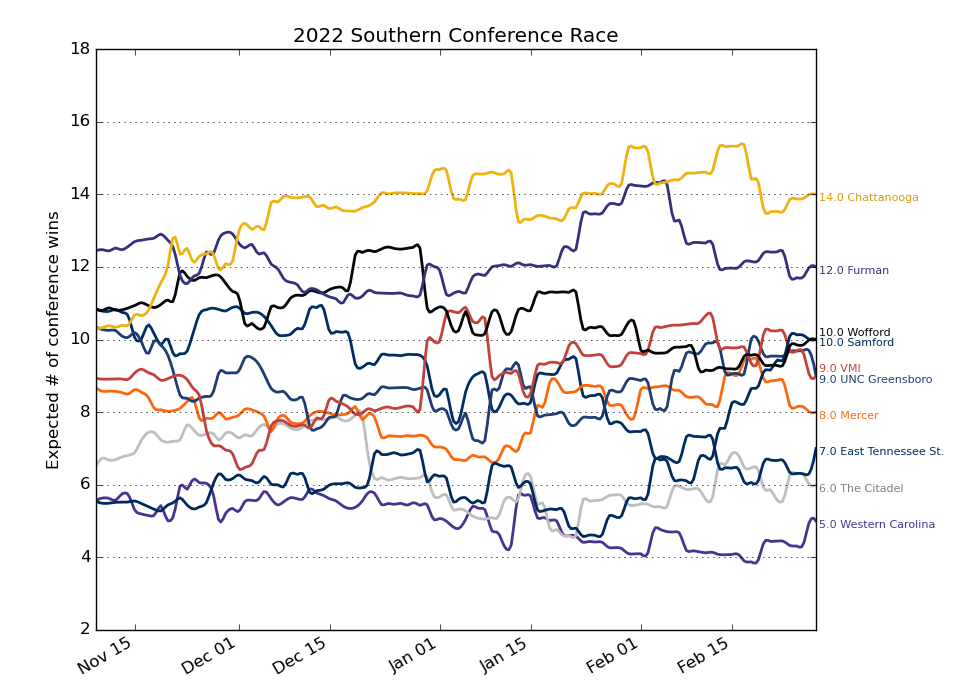 2022 Southern Conference Race
Expected # of conference wins
18
16
14
12
10
8
6
4
2
Nov 15
Dec 01
Dec 15
Jan 01
Jan 15
Feb 01
Feb 15
14.0 Chattanooga
12.0 Furman
10.0 Wofford
10.0 Samford
9.0 VMI
9.0 UNC Greensboro
8.0 Mercer
7.0 East Tennessee St.
6.0 The Citadel
5.0 Western Carolina